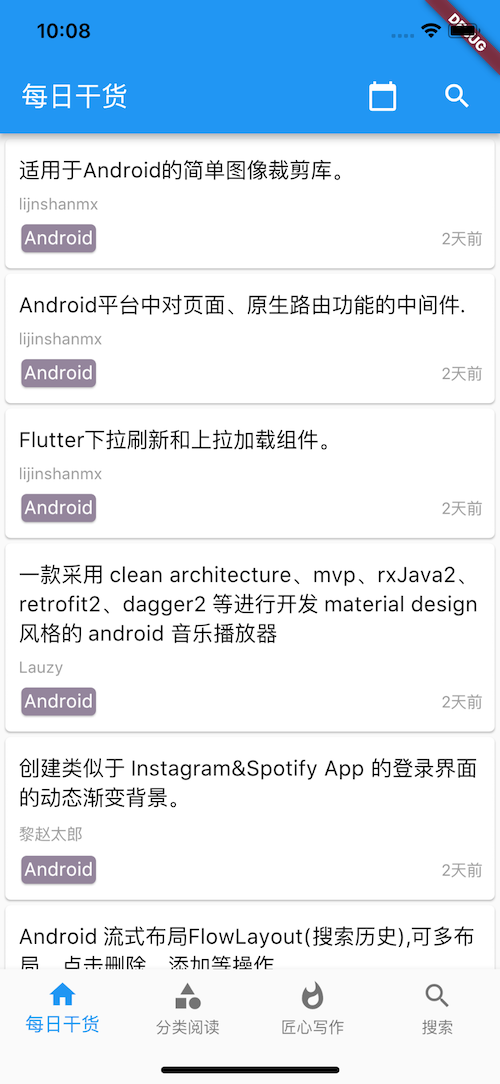 10:08
DEBUG
每日干货
适用于Android的简单图像裁剪库。
lijnshanmx
Android
2天前
Android平台中对页面、原生路由功能的中间件.
lijinshanmx
Android
2天前
Flutter下拉刷新和上拉加载组件。
lijinshanmx
Android
2天前
一款采用 clean architecture、mvp、rxJava2、
retrofit2、dagger2 等进行开发 material design
风格的 android 音乐播放器
Lauzy
Android
2天前
创建类似于 Instagram&Spotify App 的登录界面
的动态渐变背景。
黎赵太郎
Android
2天前
Android 流式布局FlowLayout(搜索历史),可多布
局、点击删除、添加等操作
每日干货
分类阅读
匠心写作
搜索